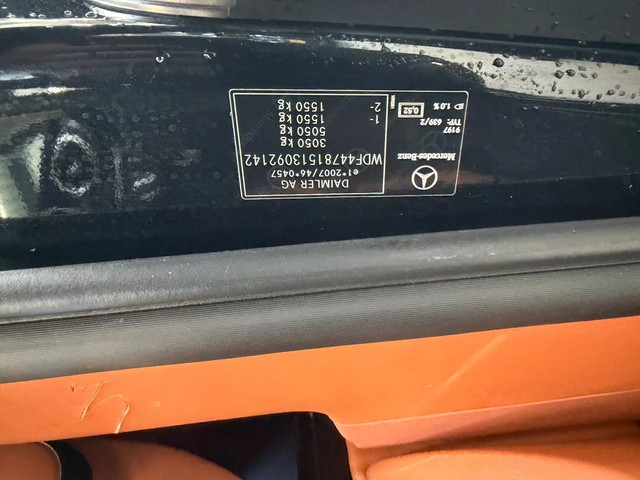 DAIMLER AG
e1*2007/46*0457
WDF44781513092142
3050 kg
5050 kg
1- 1550 kg
2- 1550 kg
Mercedes-Benz
9197
TYP: 639/2
0,52
1.0%